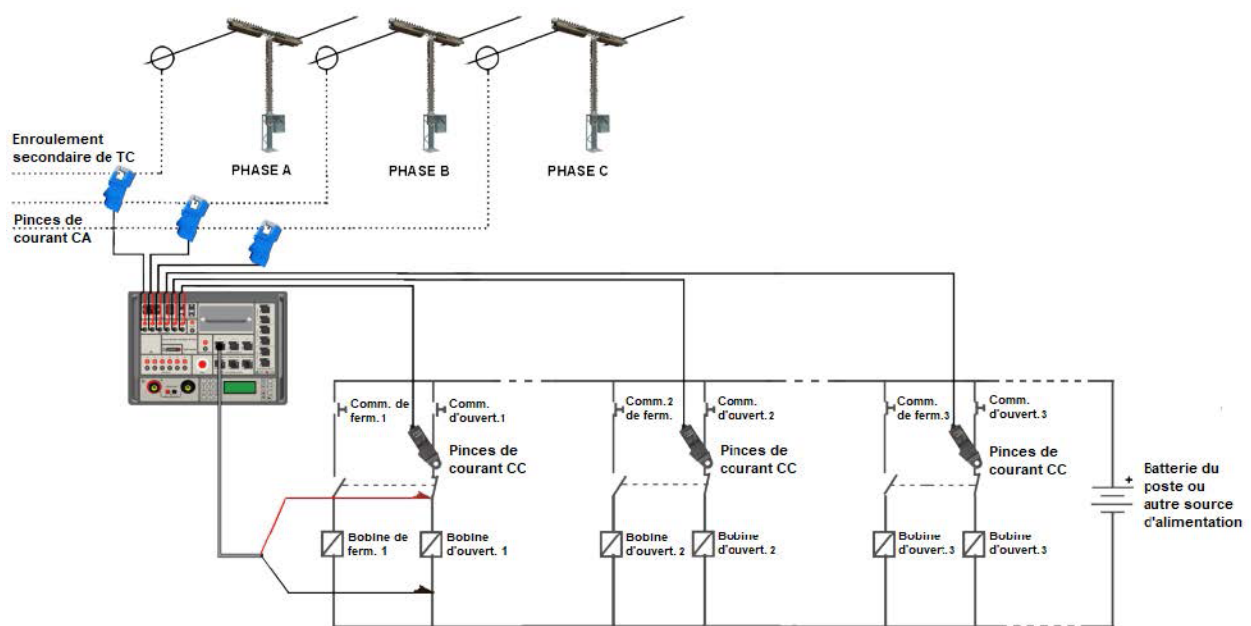 Enroulement
secondaire de TC
PHASE A
PHASE B
PHASE C
Pinces de
courant CA
Comm. de
ferm. 1
Comm.
d'ouvert.1
Comm.2
de ferm.
Comm.
d'ouvert. 2
Comm.
de ferm.3
Comm.
d'ouvert. 3
Pinces de
courant CC
Pinces de
courant CC
Pinces de
courant CC
+
Batterie du
poste ou
autre source
d'alimentation
Bobine de
ferm. 1
Bobine
d'ouvert. 1
Bobine
d'ouvert. 2
Bobine
d'ouvert. 2
Bobine
d'ouvert.3
Bobine
d'ouvert.3